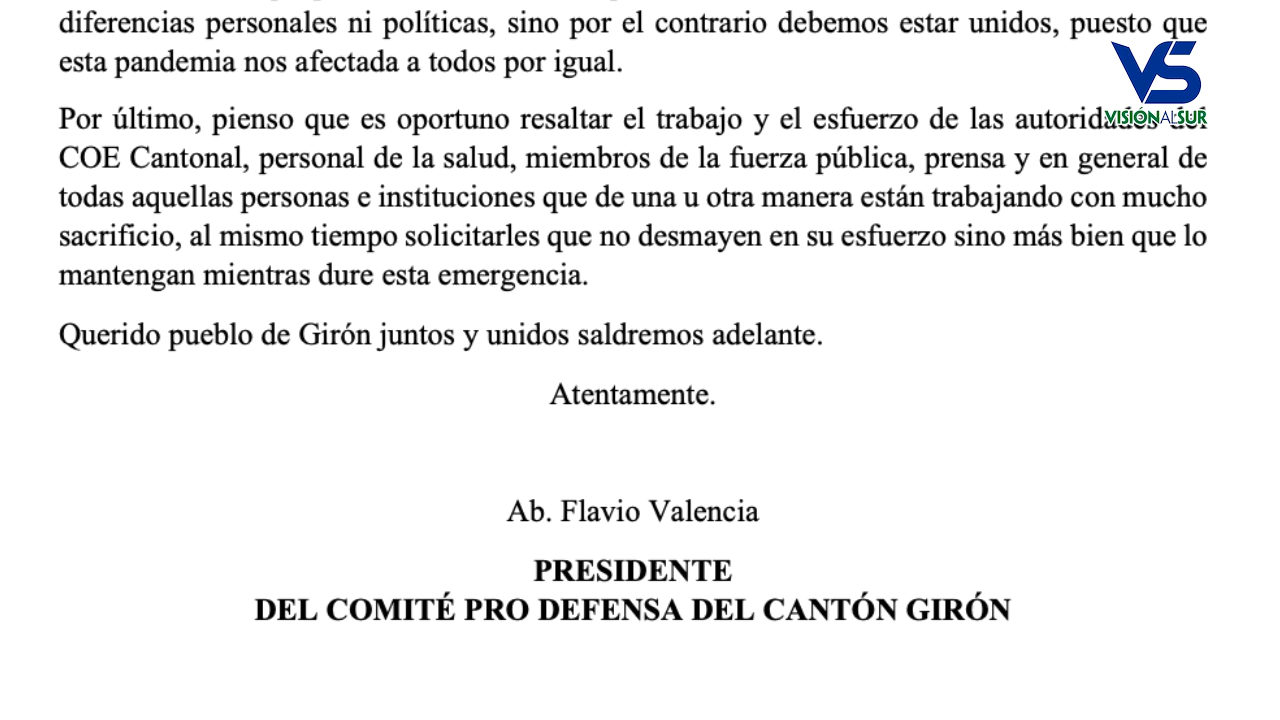 diferencias personales ni políticas, sino por el contrario debemos estar unidos, puesto que
esta pandemia nos afectada a todos por igual.
Por último, pienso que es oportuno resaltar el trabajo y el esfuerzo de las autoridades del
COE Cantonal, personal de la salud, miembros de la fuerza pública, prensa y en general de
todas aquellas personas e instituciones que de una u otra manera están trabajando con mucho
sacrificio, al mismo tiempo solicitarles que no desmayen en su esfuerzo sino más bien que lo
mantengan mientras dure esta emergencia.
Querido pueblo de Girón juntos y unidos saldremos adelante.
Atentamente.
Ab. Flavio Valencia
PRESIDENTE
DEL COMITÉ PRO DEFENSA DEL CANTÓN GIRÓN
VS
VISIÓNALSUR